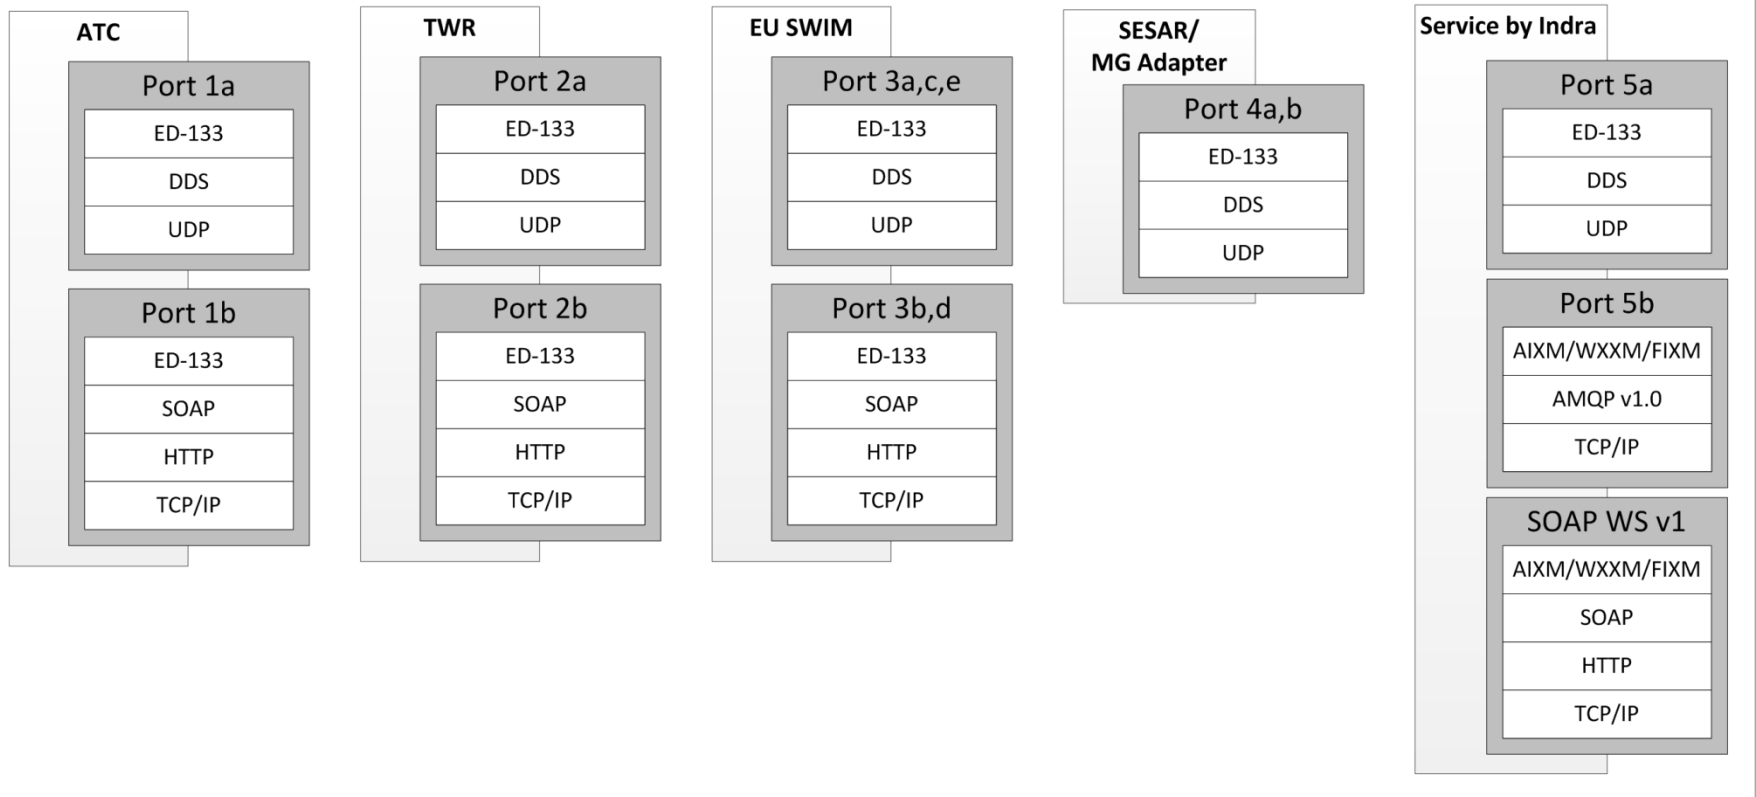 ATC
Port 1a
ED-133
DDS
UDP
Port 1b
ED-133
SOAP
HTTP
TCP/IP
TWR
Port 2a
ED-133
DDS
UDP
Port 2b
ED-133
SOAP
HTTP
TCP/IP
EU SWIM
Port 3a,c,e
ED-133
DDS
UDP
Port 3b,d
ED-133
SOAP
HTTP
TCP/IP
SESAR/
MG Adapter
Port 4a,b
ED-133
DDS
UDP
Service by Indra
Port 5a
ED-133
DDS
UDP
Port 5b
AIXM/WXXM/FIXM
AMQP v1.0
TCP/IP
SOAP WS v1
AIXM/WXXM/FIXM
SOAP
HTTP
TCP/IP